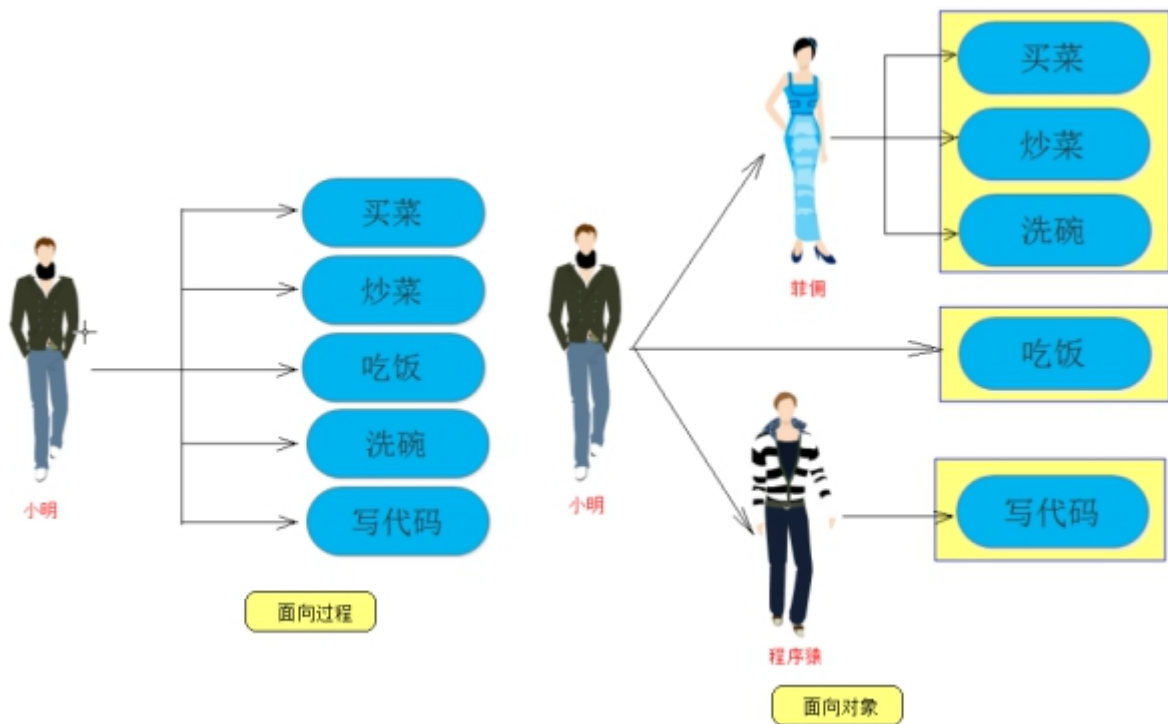 买菜
炒菜
吃饭
洗碗
写代码
小明
面向过程
买菜
炒菜
洗碗
菲佣
吃饭
小明
写代码
程序猿
面向对象